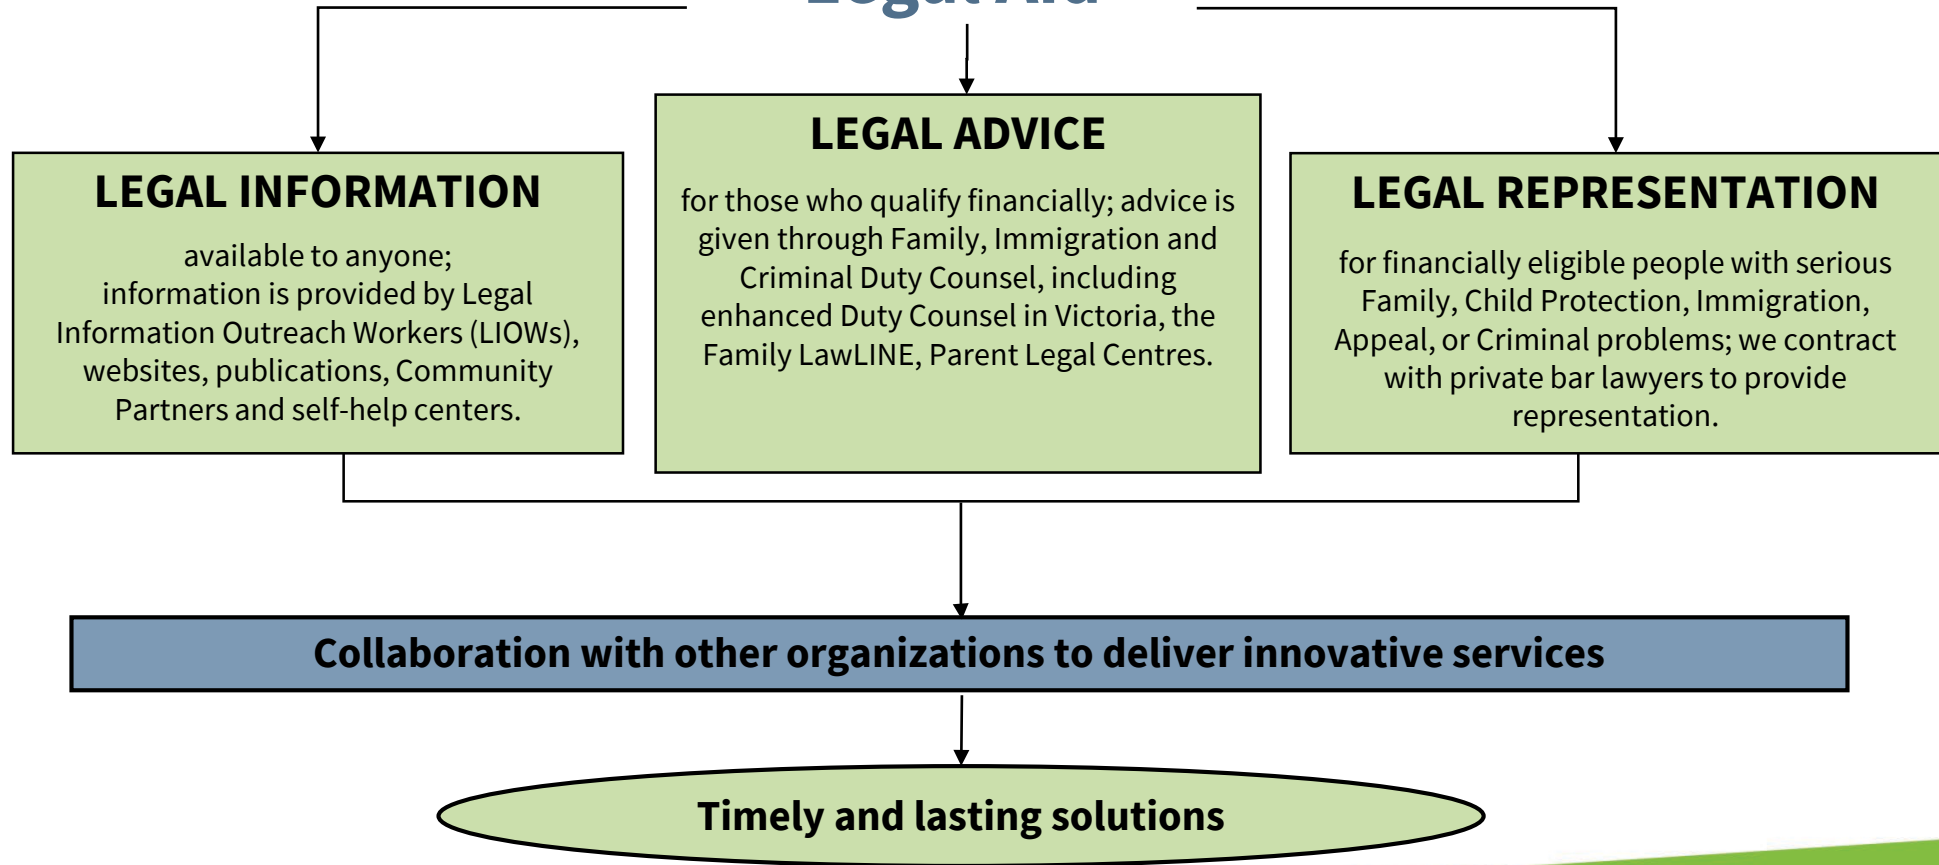 Legal Aid
LEGAL INFORMATION
available to anyone;
information is provided by Legal
Information Outreach Workers (LIOWs),
websites, publications, Community
Partners and self-help centers.
LEGAL ADVICE
for those who qualify financially; advice is
given through Family, Immigration and
Criminal Duty Counsel, including
enhanced Duty Counsel in Victoria, the
Family LawLINE, Parent Legal Centres.
LEGAL REPRESENTATION
for financially eligible people with serious
Family, Child Protection, Immigration,
Appeal, or Criminal problems; we contract
with private bar lawyers to provide
representation.
Collaboration with other organizations to deliver innovative services
Timely and lasting solutions